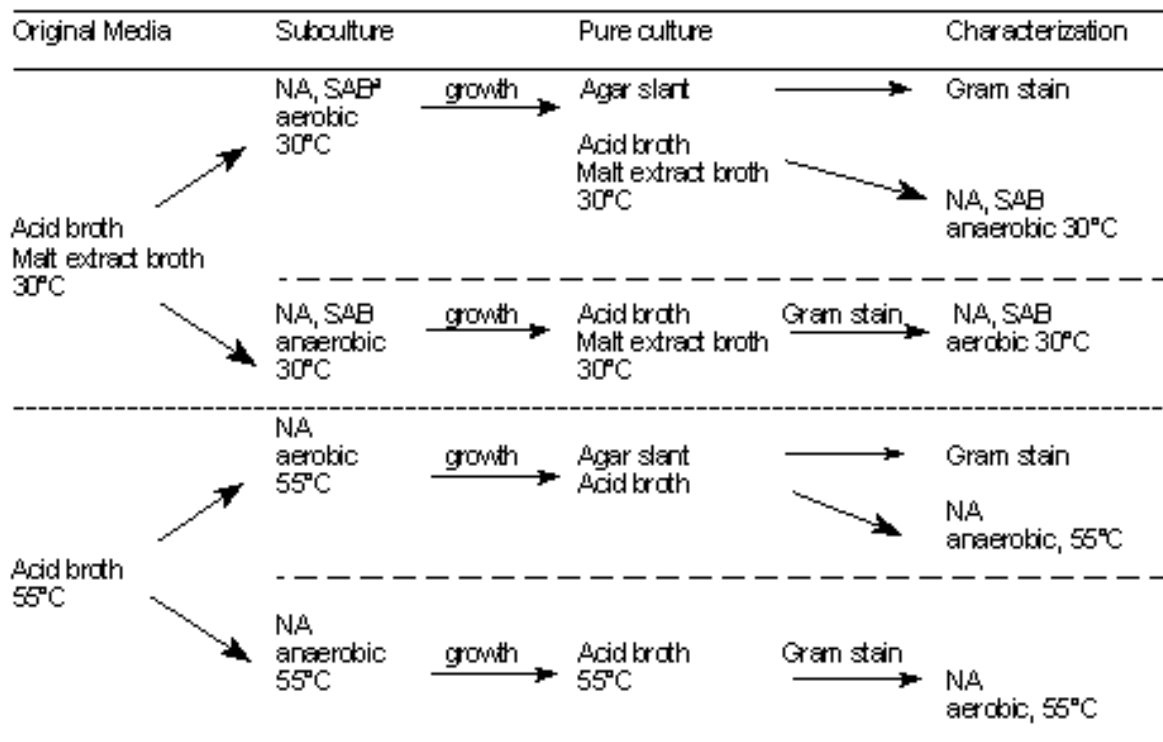 Original Media Subculture Pure culture Characterization
NA, SABª growth Agar slant Gram stain
aerobic
30°C Acid broth
Malt extract broth
30°C NA, SAB
anaerobic 30°C
Acid broth
Malt extract broth
30°C
NA, SAB growth Acid broth Gram stain NA, SAB
anaerobic Malt extract broth aerobic 30°C
30°C 30°C
NA
aerobic growth Agar slant Gram stain
55°C Acid broth
NA
anaerobic, 55°C
Acid broth
55°C
NA
anaerobic growth Acid broth Gram stain
55°C 55°C NA
aerobic, 55°C